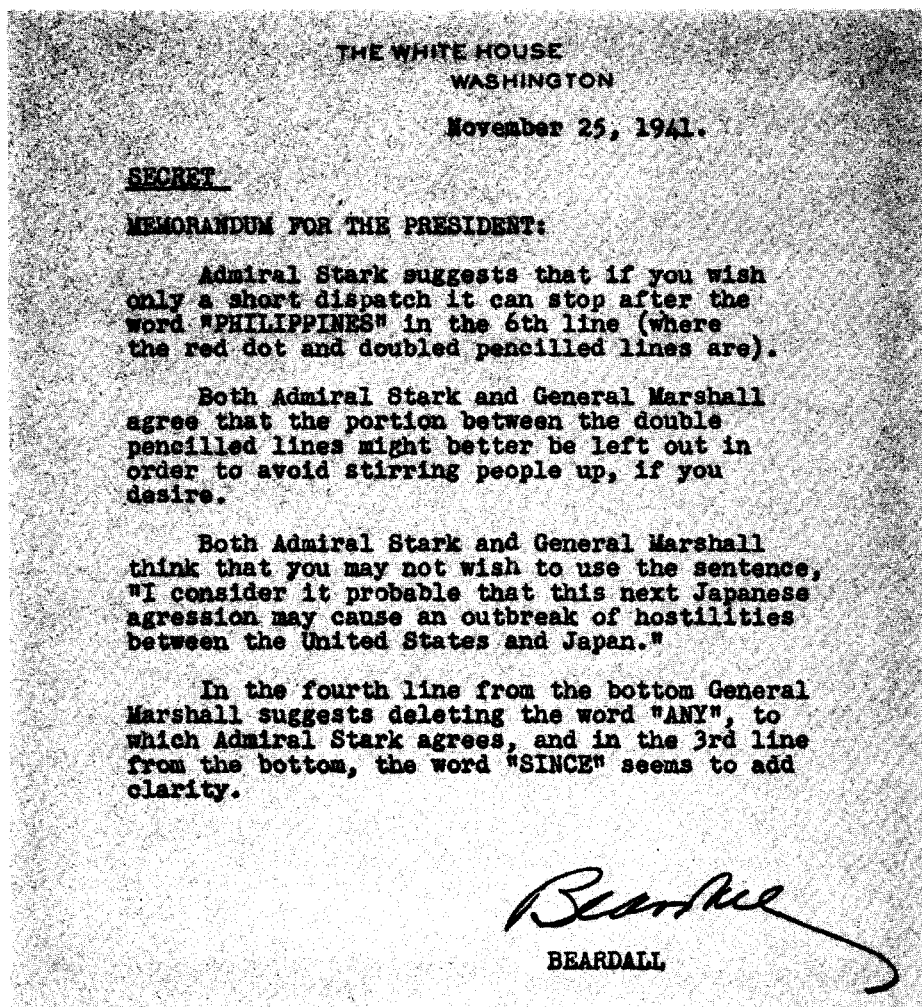 THE WHITE HOUSE
WASHINGTON
November 25, 1941.
SECRET
MEMORANDUM FOR THE PRESIDENT:
Admiral Stark suggests that if you wish
only a short dispatch it can stop after the
word "PHILIPPINES" in the 6th line (where
the red dot and doubled pencilled lines are).
Both Admiral Stark and General Marshall
agree that the portion between the double
pencilled lines might better be left out in
order to avoid stirring people up, if you
desire.
Both Admiral Stark and General Marshall
think that you may not wish to use the sentence,
"I consider it probable that this next Japanese
agression may cause an outbreak of hostilities
between the United States and Japan."
In the fourth line from the bottom General
Marshall suggests deleting the word "ANY", to
which Admiral Stark agrees, and in the 3rd line
from the bottom, the word "SINCE" seems to add
clarity.
Beardall
BEARDALL